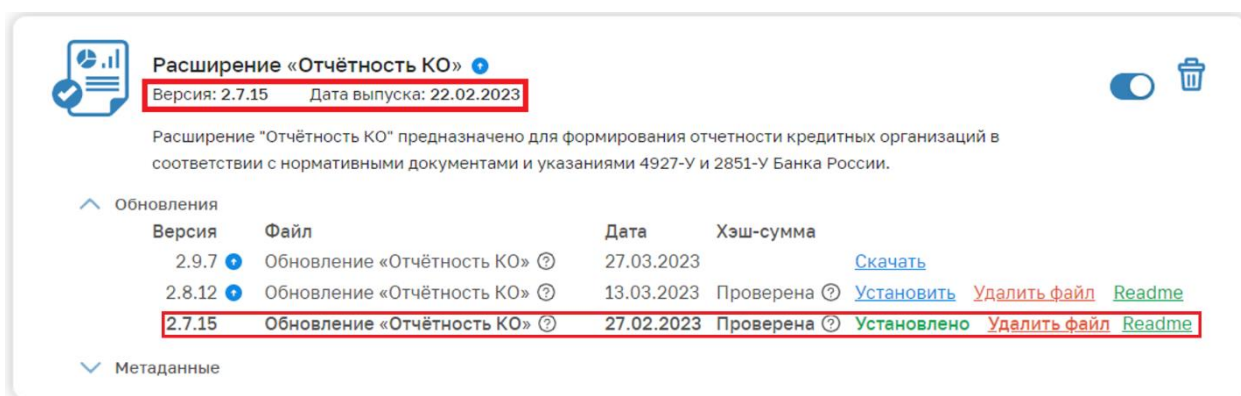 Расширение «Отчётность КО»
Версия: 2.7.15 Дата выпуска: 22.02.2023
Расширение "Отчётность КО" предназначено для формирования отчетности кредитных организаций в
соответствии с нормативными документами и указаниями 4927-У и 2851-У Банка России.
Обновления
Версия Файл Дата Хэш-сумма
2.9.7 Обновление «Отчётность КО» ? 27.03.2023 Скачать
2.8.12 Обновление «Отчётность КО» ? 13.03.2023 Проверена ? Установить Удалить файл Readme
2.7.15 Обновление «Отчётность КО» ? 27.02.2023 Проверена ? Установлено Удалить файл Readme
Метаданные